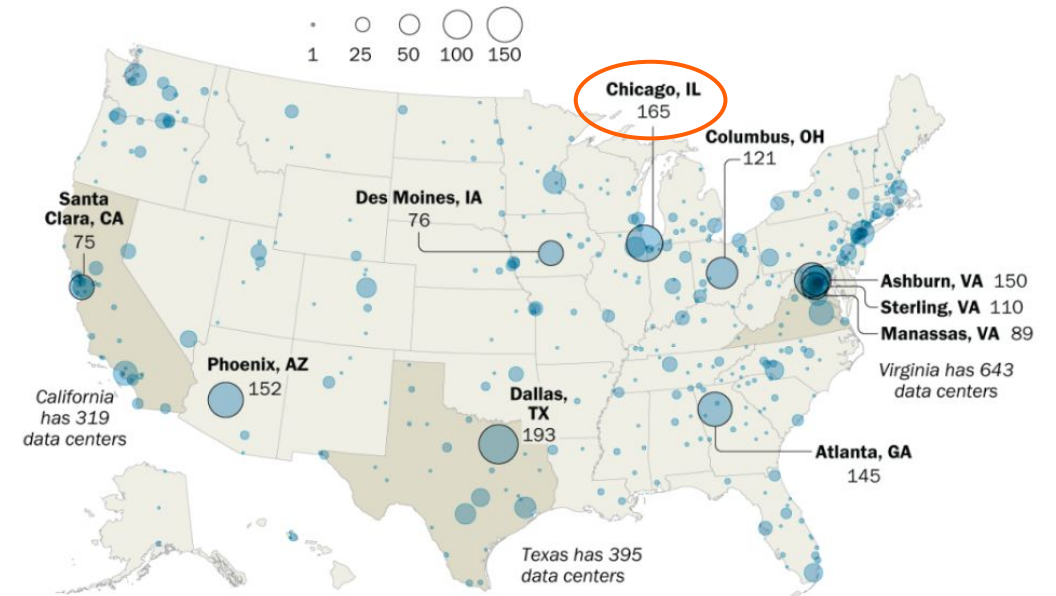 1 25 50 100 150
Chicago, IL
165
Columbus, OH
121
Des Moines, IA
76
Santa
Clara, CA
75
Ashburn, VA 150
Sterling, VA 110
Manassas, VA 89
Virginia has 643
data centers
Phoenix, AZ
152
California
has 319
data centers
Dallas,
TX
193
Atlanta, GA
145
Texas has 395
data centers